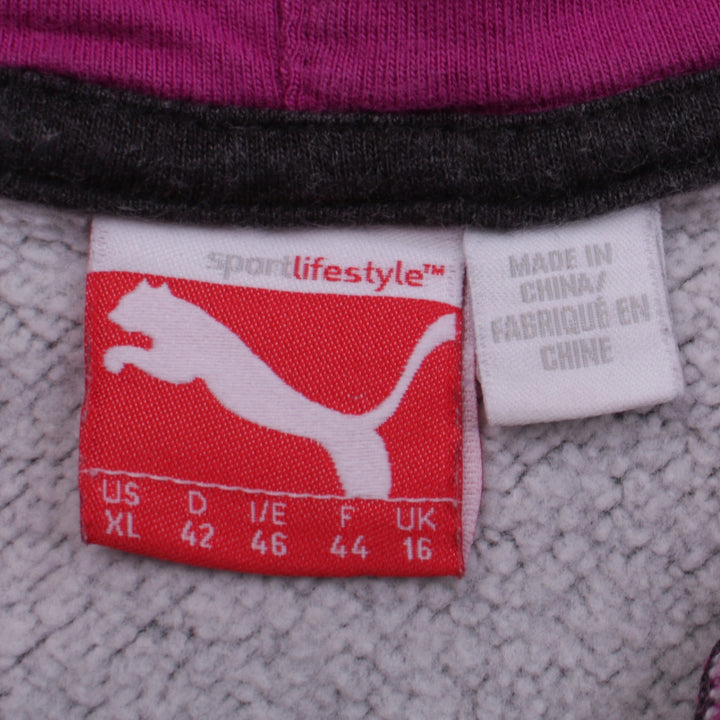 sportlifestyle™
US D I/E F UK
XL 42 46 44 16
MADE IN
CHINA/
FABRIQUÉ EN
CHINE